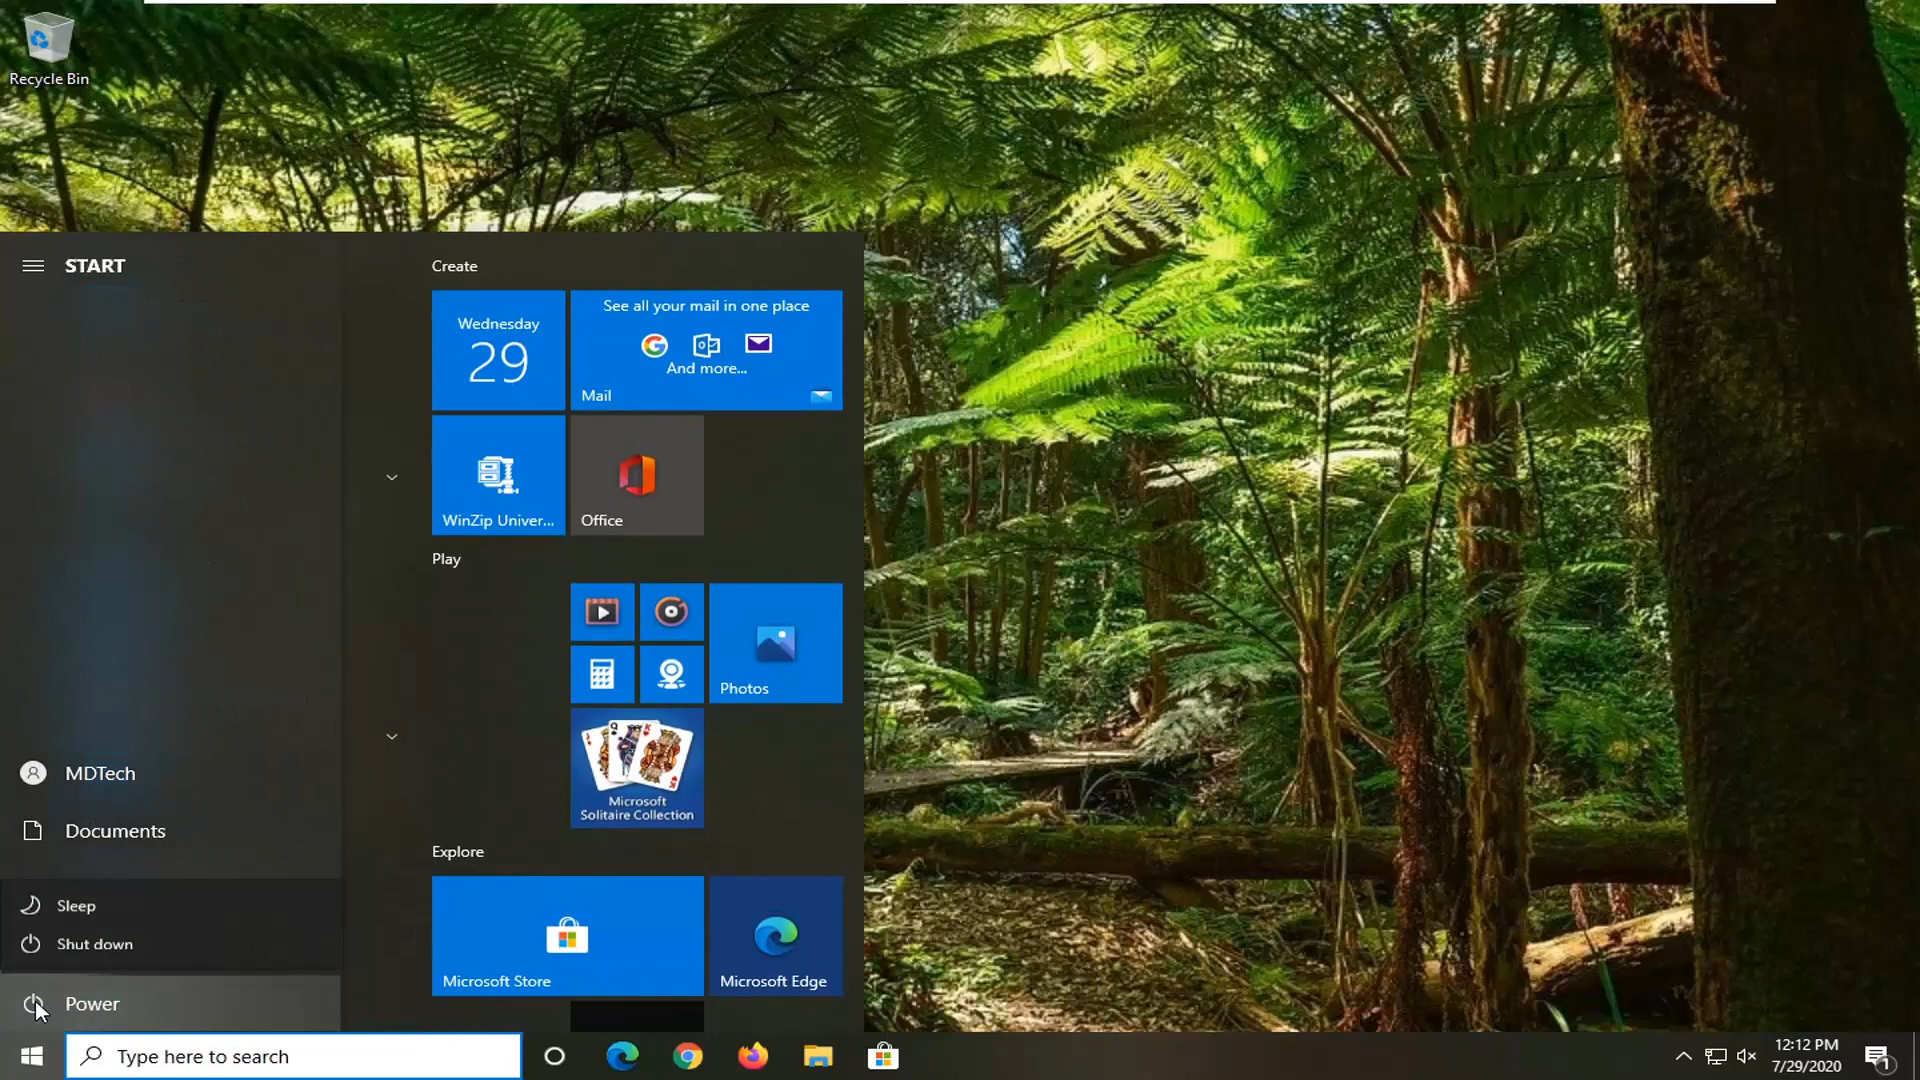 Recycle Bin
START
Create
Wednesday
29
See all your mail in one place
And more...
Mail
WinZip Univer...
Office
Play
Photos
Microsoft
Solitaire Collection
MDTech
Documents
Explore
Sleep
Shut down
Microsoft Store
Microsoft Edge
Power
Type here to search
12:12 PM
7/29/2020
1